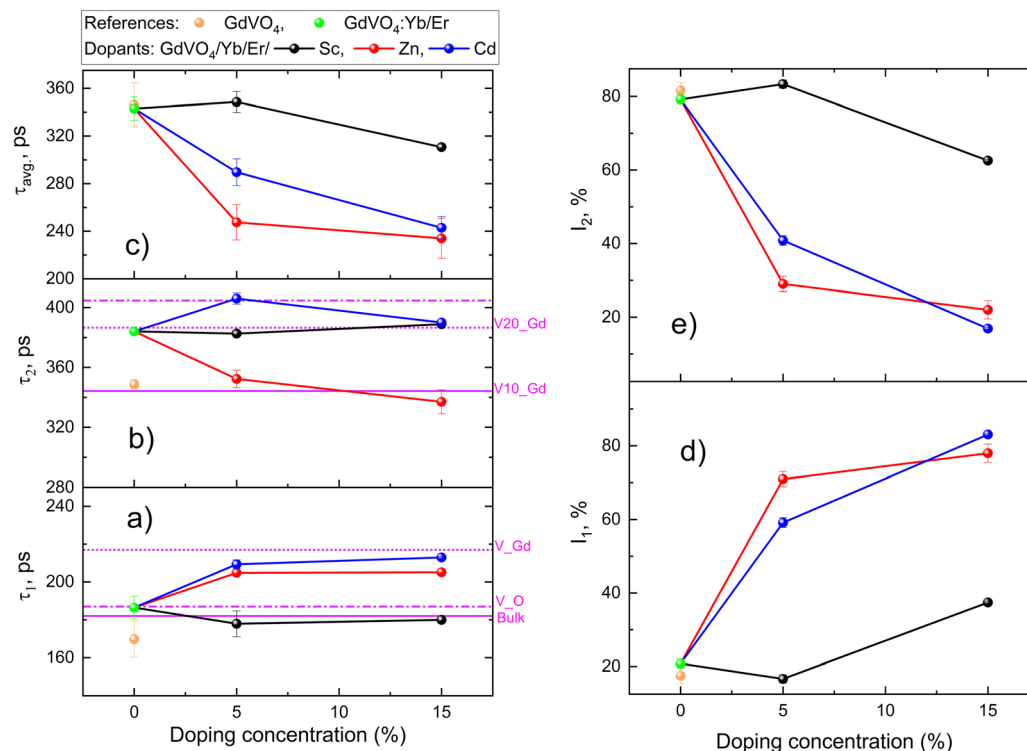 References: GdVO4, GdVO4:Yb/Er
Dopants: GdVO4/Yb/Er/ Sc, Zn, Cd
360
320
280
240
200
τavg., ps
c)
400
360
320
280
τ2, ps
b)
V20_Gd
V10_Gd
240
200
160
τ1, ps
a)
V_Gd
V_O
Bulk
0 5 10 15
Doping concentration (%)
80
60
40
20
I2, %
e)
80
60
40
20
I1, %
d)
0 5 10 15
Doping concentration (%)